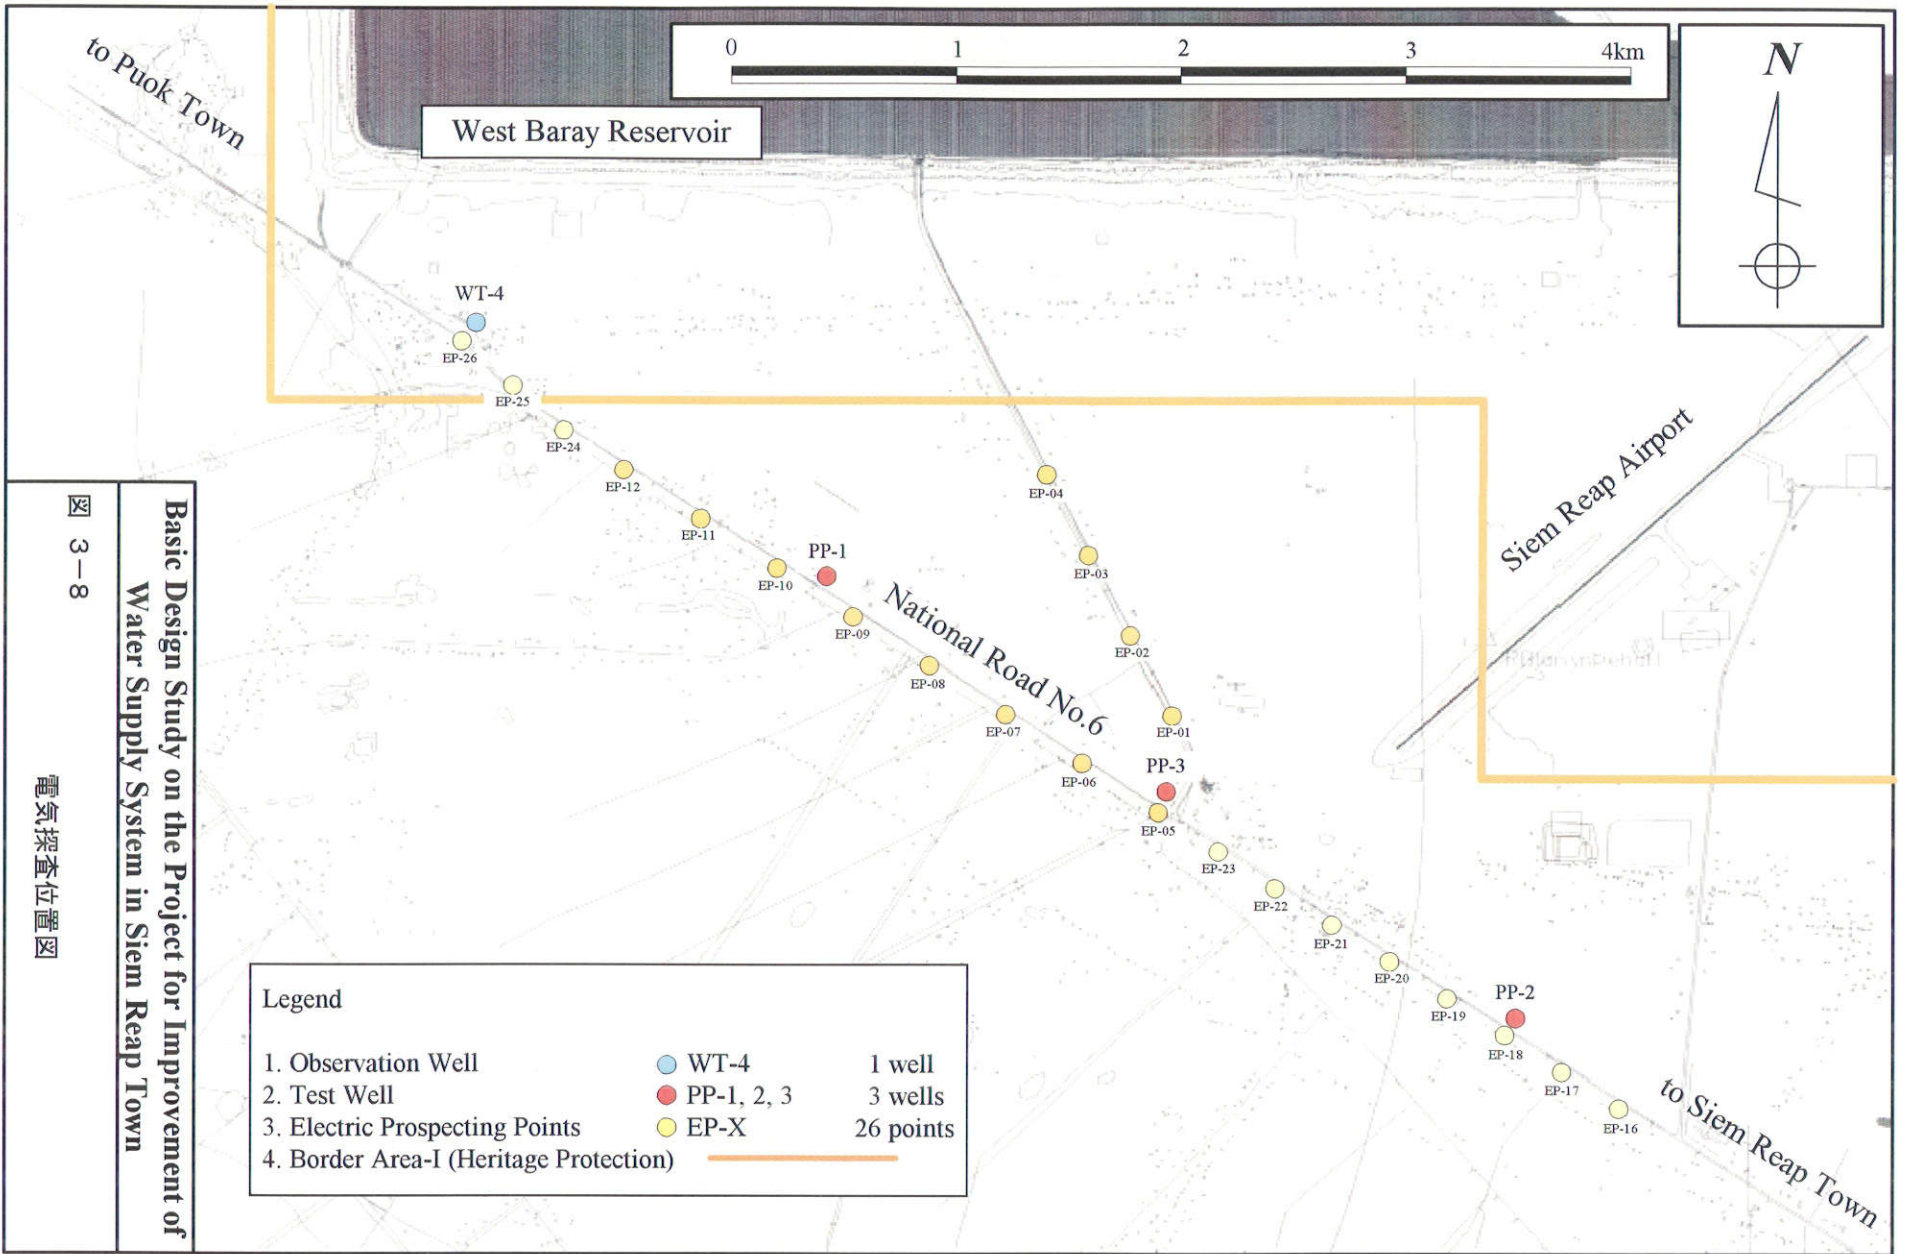 to Puok Town
0 1 2 3 4km
N
West Baray Reservoir
WT-4
EP-26
EP-25
EP-24
EP-12
EP-11
EP-10
PP-1
EP-09
EP-08
EP-07
EP-06
National Road No.6
EP-04
EP-03
EP-02
EP-01
PP-3
EP-05
EP-23
EP-22
EP-21
EP-20
EP-19
PP-2
EP-18
EP-17
EP-16
Siem Reap Airport
to Siem Reap Town
Legend
1. Observation Well WT-4 1 well
2. Test Well PP-1, 2, 3 3 wells
3. Electric Prospecting Points EP-X 26 points
4. Border Area-I (Heritage Protection)
Basic Design Study on the Project for Improvement of
Water Supply System in Siem Reap Town
図 3-8 電気探査位置図